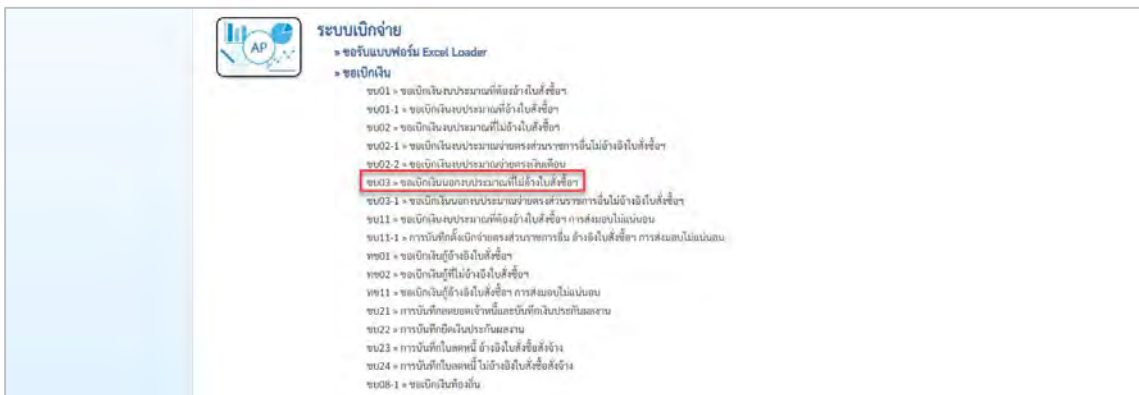 AP
ระบบเบิกจ่าย
» ขอรับแบบฟอร์ม Excel Loader
» ขอเบิกเงิน
ขบ01 » ขอเบิกเงินงบประมาณที่ต้องอ้างใบสั่งซื้อฯ
ขบ01-1 » ขอเบิกเงินงบประมาณที่อ้างใบสั่งซื้อฯ
ขบ02 » ขอเบิกเงินงบประมาณที่ไม่อ้างใบสั่งซื้อฯ
ขบ02-1 » ขอเบิกเงินงบประมาณจ่ายตรงส่วนราชการอื่นไม่อ้างอิงใบสั่งซื้อฯ
ขบ02-2 » ขอเบิกเงินงบประมาณจ่ายตรงเงินเดือน
ขบ03 » ขอเบิกเงินนอกงบประมาณที่ไม่อ้างใบสั่งซื้อฯ
ขบ03-1 » ขอเบิกเงินนอกงบประมาณจ่ายตรงส่วนราชการอื่นไม่อ้างอิงใบสั่งซื้อฯ
ขบ11 » ขอเบิกเงินงบประมาณที่ต้องอ้างใบสั่งซื้อฯ การส่งมอบไม่แน่นอน
ขบ11-1 » การบันทึกตั้งเบิกจ่ายตรงส่วนราชการอื่น อ้างอิงใบสั่งซื้อฯ การส่งมอบไม่แน่นอน
ทข01 » ขอเบิกเงินกู้อ้างอิงใบสั่งซื้อฯ
ทข02 » ขอเบิกเงินกู้ที่ไม่อ้างอิงใบสั่งซื้อฯ
ทข11 » ขอเบิกเงินกู้อ้างอิงใบสั่งซื้อฯ การส่งมอบไม่แน่นอน
ขบ21 » การบันทึกลดยอดเจ้าหนี้และบันทึกเงินประกันผลงาน
ขบ22 » การบันทึกยึดเงินประกันผลงาน
ขบ23 » การบันทึกใบลดหนี้ อ้างอิงใบสั่งซื้อสั่งจ้าง
ขบ24 » การบันทึกใบลดหนี้ ไม่อ้างอิงใบสั่งซื้อสั่งจ้าง
ขบ08-1 » ขอเบิกเงินท้องถิ่น